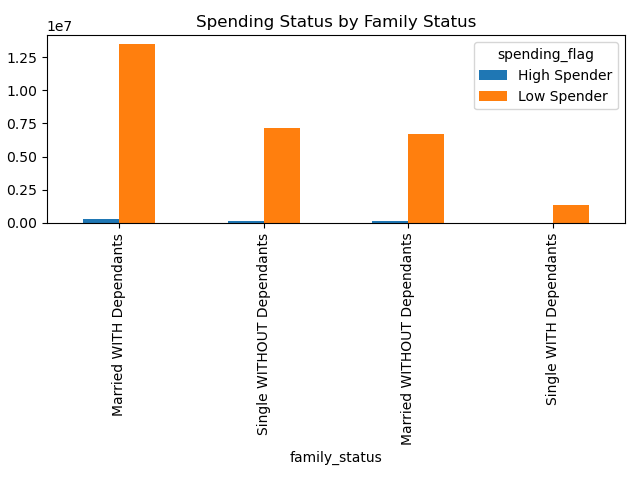 Spending Status by Family Status
1e7
1.25
1.00
0.75
0.50
0.25
0.00
spending_flag
High Spender
Low Spender
Married WITH Dependants
Single WITHOUT Dependants
Married WITHOUT Dependants
Single WITH Dependants
family_status